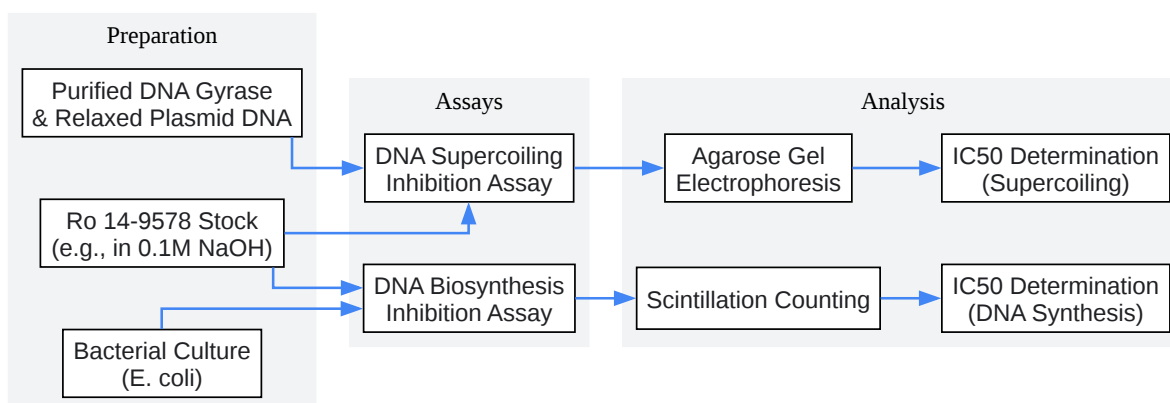 Preparation
Purified DNA Gyrase
& Relaxed Plasmid DNA
Ro 14-9578 Stock
(e.g., in 0.1M NaOH)
Bacterial Culture
(E. coli)
Assays
DNA Supercoiling
Inhibition Assay
DNA Biosynthesis
Inhibition Assay
Analysis
Agarose Gel
Electrophoresis
IC50 Determination
(Supercoiling)
Scintillation Counting
IC50 Determination
(DNA Synthesis)